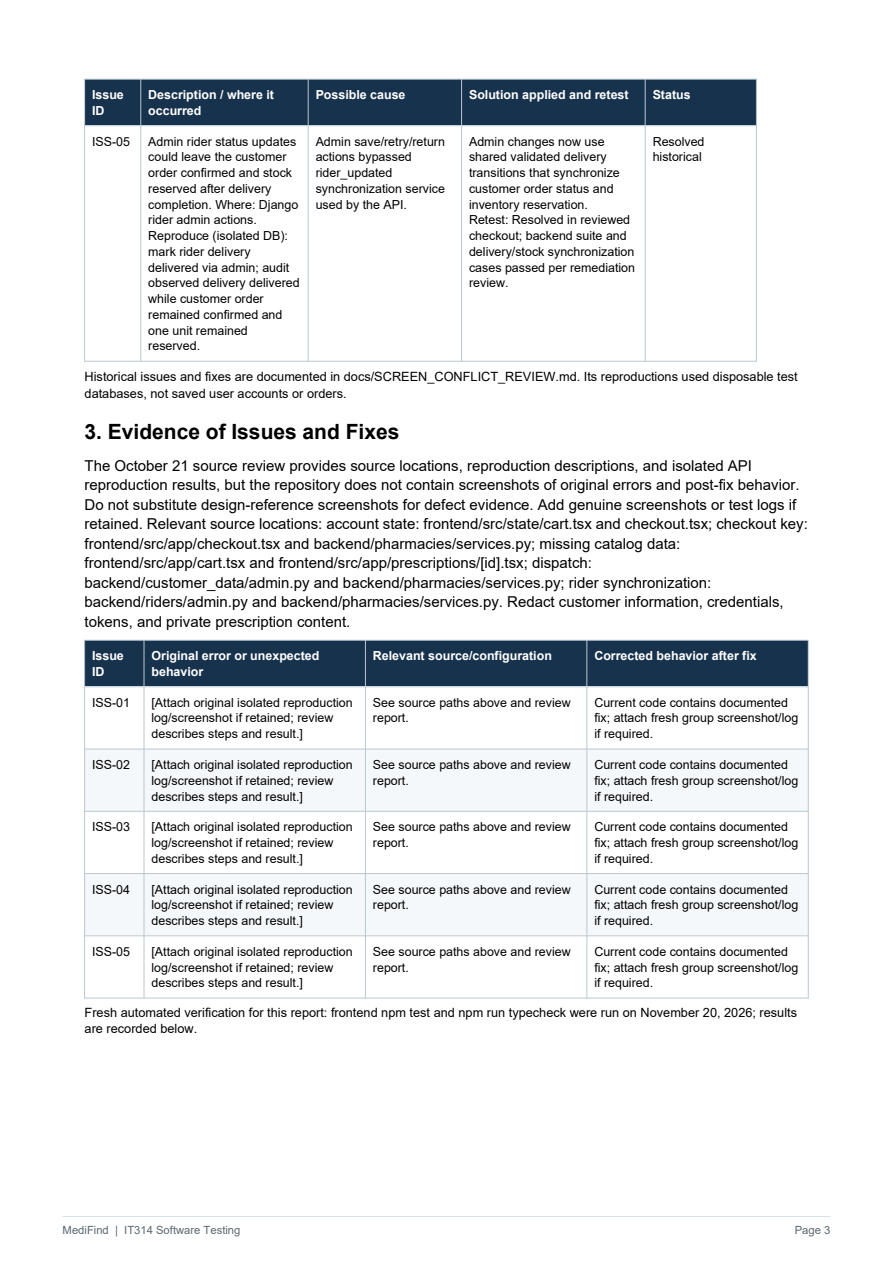 Issue ID | Description / where it occurred | Possible cause | Solution applied and retest | Status
ISS-05
Admin rider status updates
could leave the customer
order confirmed and stock
reserved after delivery
completion. Where: Django
rider admin actions.
Reproduce (isolated DB):
mark rider delivery
delivered via admin; audit
observed delivery delivered
while customer order
remained confirmed and
one unit remained
reserved.
Admin save/retry/return
actions bypassed
rider_updated
synchronization service
used by the API.
Admin changes now use
shared validated delivery
transitions that synchronize
customer order status and
inventory reservation.
Retest: Resolved in reviewed
checkout; backend suite and
delivery/stock synchronization
cases passed per remediation
review.
Resolved
historical
Historical issues and fixes are documented in docs/SCREEN_CONFLICT_REVIEW.md. Its reproductions used disposable test
databases, not saved user accounts or orders.
3. Evidence of Issues and Fixes
The October 21 source review provides source locations, reproduction descriptions, and isolated API
reproduction results, but the repository does not contain screenshots of original errors and post-fix behavior.
Do not substitute design-reference screenshots for defect evidence. Add genuine screenshots or test logs if
retained. Relevant source locations: account state: frontend/src/state/cart.tsx and checkout.tsx; checkout key:
frontend/src/app/checkout.tsx and backend/pharmacies/services.py; missing catalog data:
frontend/src/app/cart.tsx and frontend/src/app/prescriptions/[id].tsx; dispatch:
backend/customer_data/admin.py and backend/pharmacies/services.py; rider synchronization:
backend/riders/admin.py and backend/pharmacies/services.py. Redact customer information, credentials,
tokens, and private prescription content.
Issue ID | Original error or unexpected behavior | Relevant source/configuration | Corrected behavior after fix
ISS-01
[Attach original isolated reproduction
log/screenshot if retained; review
describes steps and result.]
See source paths above and review
report.
Current code contains documented
fix; attach fresh group screenshot/log
if required.
ISS-02
[Attach original isolated reproduction
log/screenshot if retained; review
describes steps and result.]
See source paths above and review
report.
Current code contains documented
fix; attach fresh group screenshot/log
if required.
ISS-03
[Attach original isolated reproduction
log/screenshot if retained; review
describes steps and result.]
See source paths above and review
report.
Current code contains documented
fix; attach fresh group screenshot/log
if required.
ISS-04
[Attach original isolated reproduction
log/screenshot if retained; review
describes steps and result.]
See source paths above and review
report.
Current code contains documented
fix; attach fresh group screenshot/log
if required.
ISS-05
[Attach original isolated reproduction
log/screenshot if retained; review
describes steps and result.]
See source paths above and review
report.
Current code contains documented
fix; attach fresh group screenshot/log
if required.
Fresh automated verification for this report: frontend npm test and npm run typecheck were run on November 20, 2026; results
are recorded below.
MediFind | IT314 Software Testing
Page 3